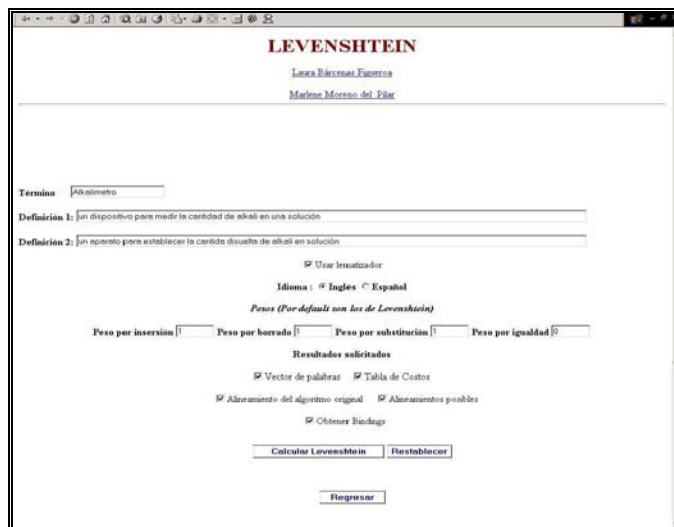 LEVENSHTEIN
Laura Bárcenas Figueroa
Marlene Moreno del Pilar
Término Alkalimetro
Definición 1: un dispositivo para medir la cantidad de alkali en una solución
Definición 2: un aparato para establecer la cantida disuelta de alkali en solución
Usar lematizador
Idioma : Inglés Español
Pesos (Por default son los de Levenshtein)
Peso por inserción 1 Peso por borrado 1 Peso por substitución 1 Peso por igualdad 0
Resultados solicitados
Vector de palabras Tabla de Costos
Alineamiento del algoritmo original Alineamientos posibles
Obtener Bindings
Calcular Levenshtein Restablecer
Regresar